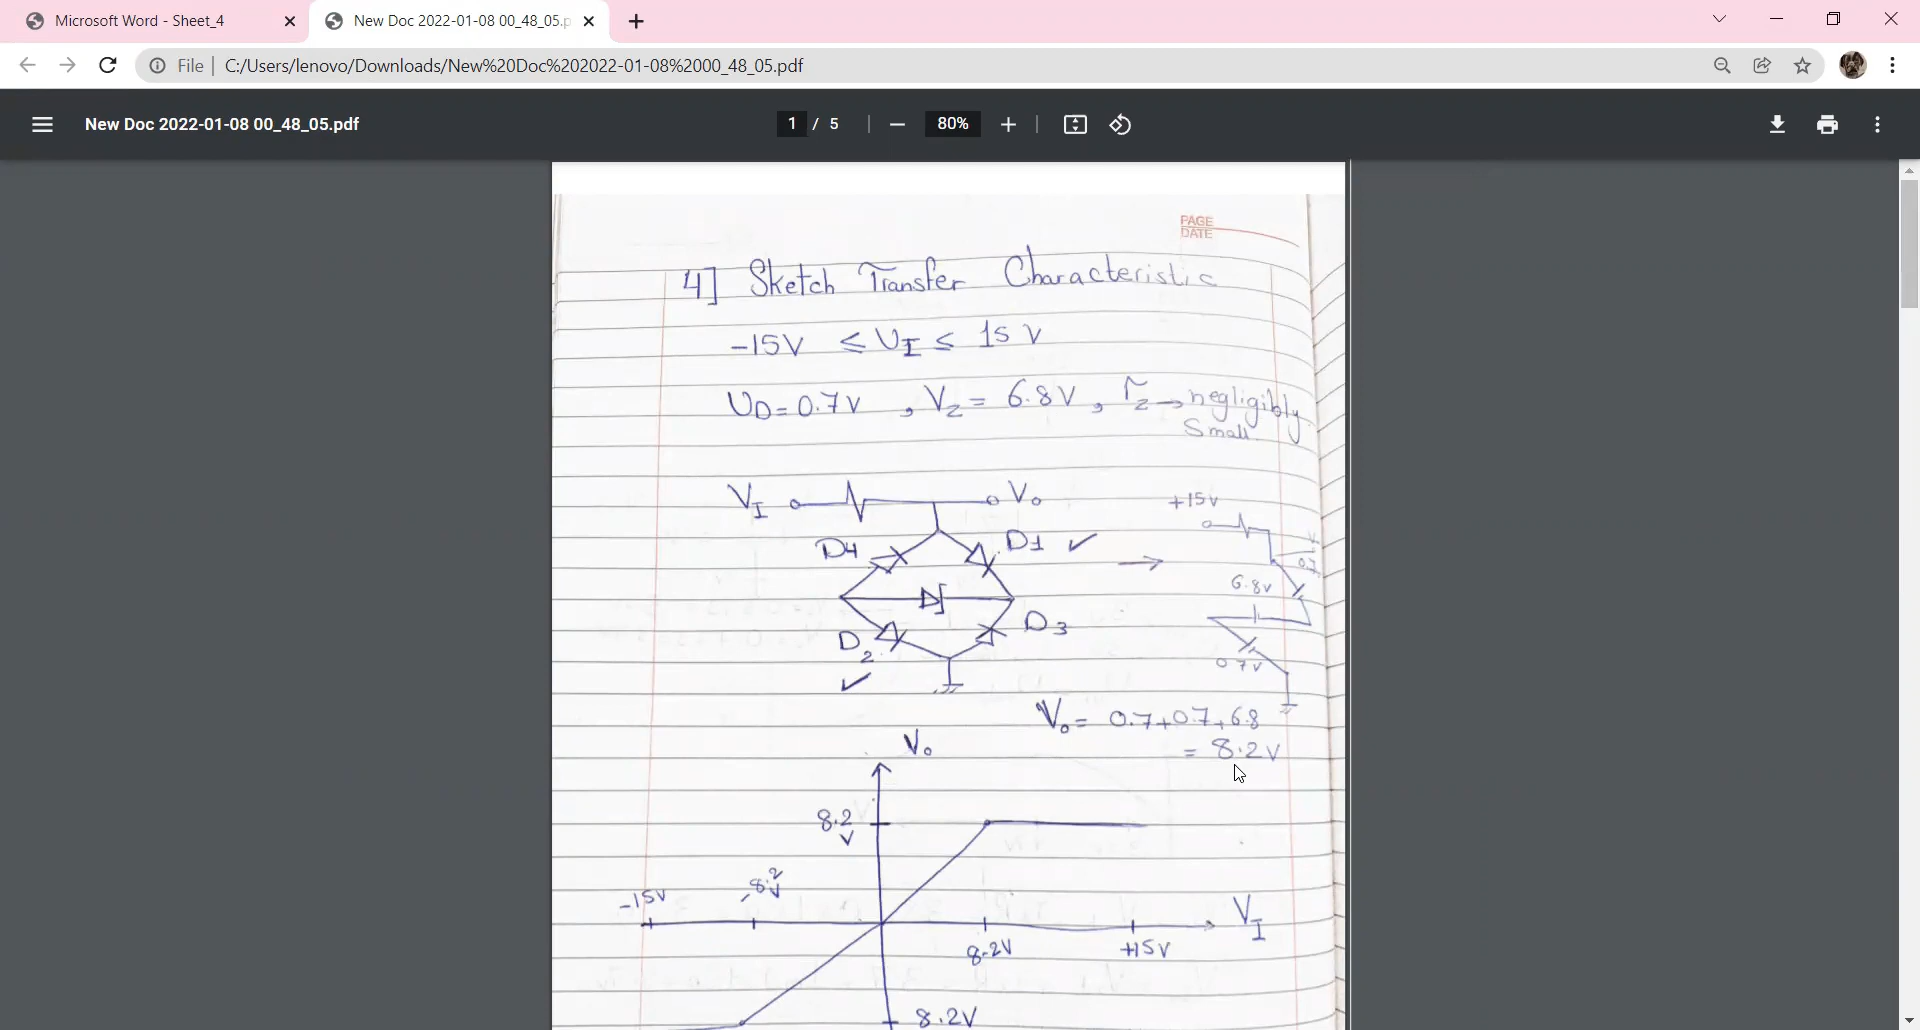 Microsoft Word - Sheet_4
New Doc 2022-01-08 00_48_05.p
File | C:/Users/lenovo/Downloads/New%20Doc%202022-01-08%2000_48_05.pdf
New Doc 2022-01-08 00_48_05.pdf
1 / 5
80%
PAGE
DATE
4] Sketch Transfer Characteristic
-15V ≤ VI ≤ 15 V
VD = 0.7V , Vz = 6.8V , rz → negligibly
Small
VI
Vo
+15V
D4
D1 ✓ →
0.7
6.8V
D2
D3
0.7V
✓
Vo = 0.7+0.7+6.8
= 8.2V
Vo
8.2
V
-15V
-8.2
V
VI
8.2V
+15V
8.2V